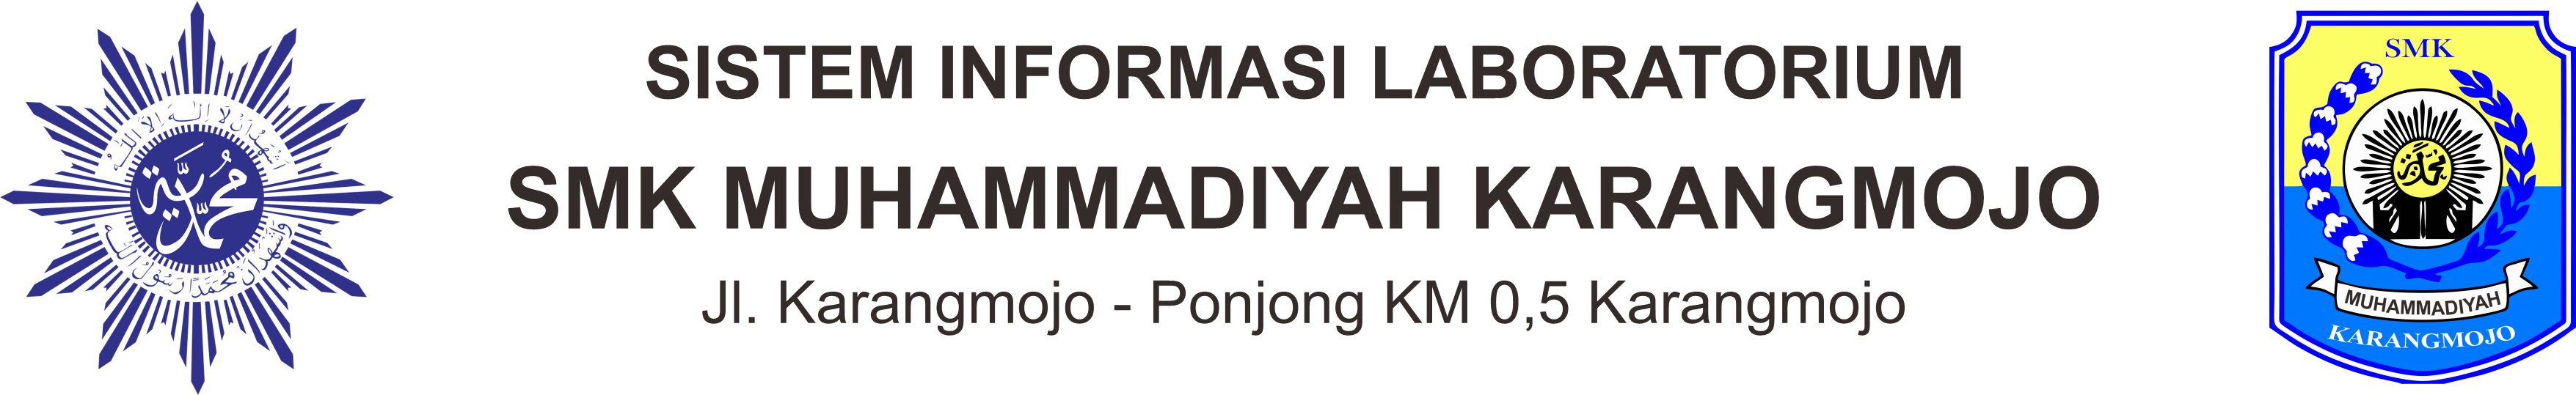 أشهد أن لا إله إلا الله
محمدية
وأشهد أن محمدا رسول الله
SISTEM INFORMASI LABORATORIUM
SMK MUHAMMADIYAH KARANGMOJO
Jl. Karangmojo - Ponjong KM 0,5 Karangmojo
SMK
محمدية
MUHAMMADIYAH
KARANGMOJO